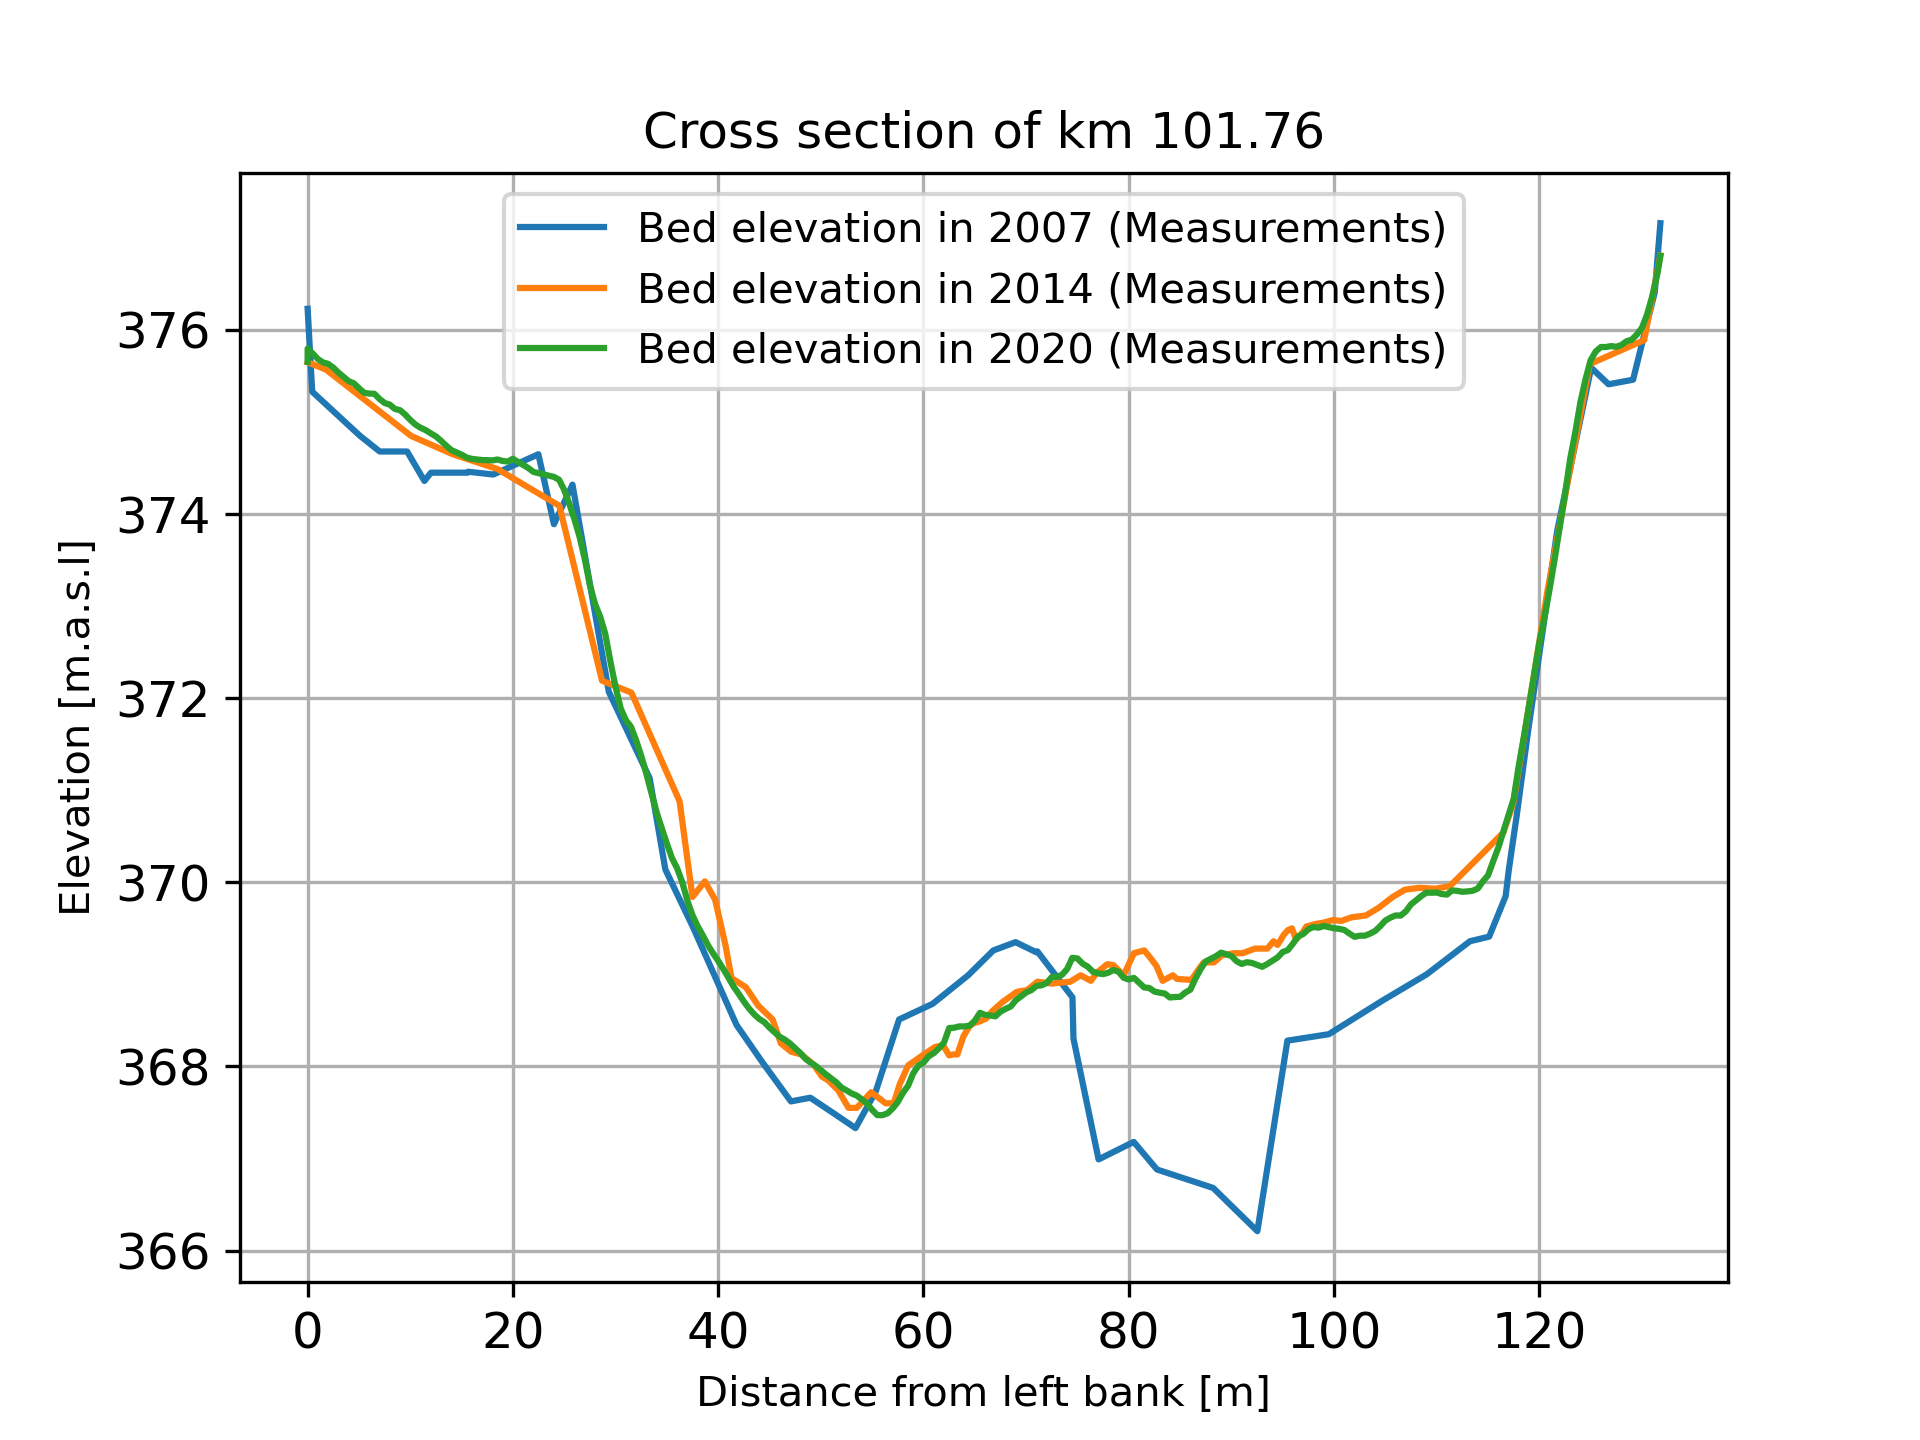 Cross section of km 101.76
Bed elevation in 2007 (Measurements)
Bed elevation in 2014 (Measurements)
Bed elevation in 2020 (Measurements)
Elevation [m.a.s.l]
376
374
372
370
368
366
0 20 40 60 80 100 120
Distance from left bank [m]